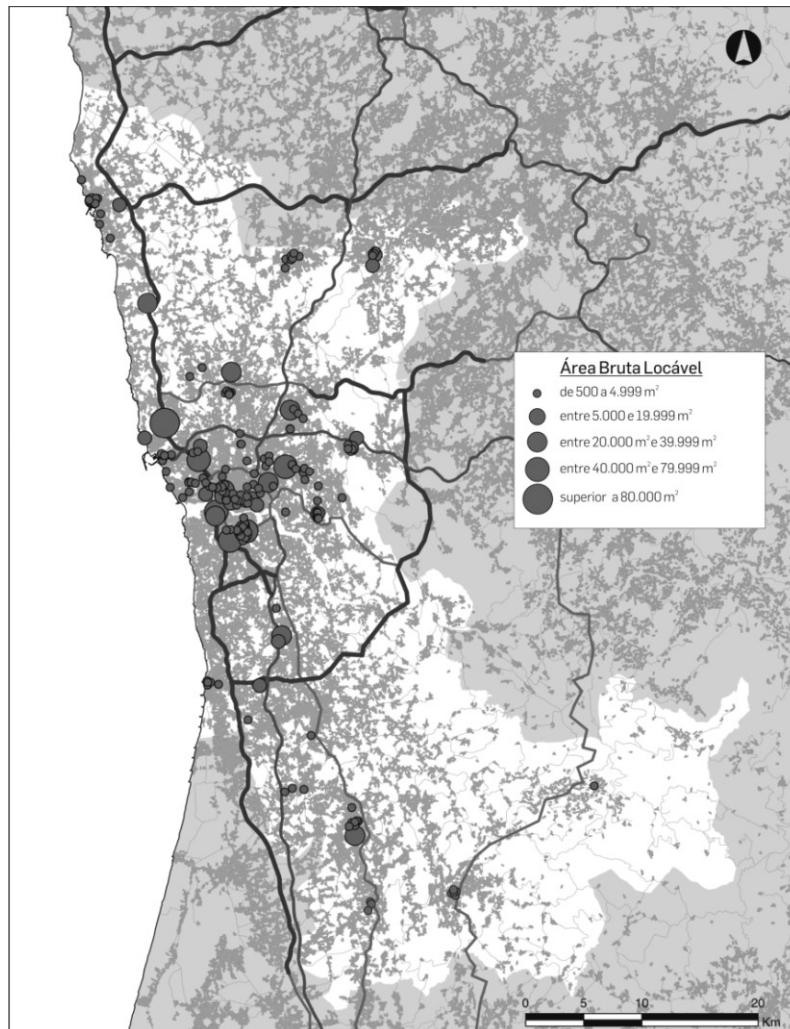 Área Bruta Locável
de 500 a 4.999 m²
entre 5.000 e 19.999 m²
entre 20.000 m² e 39.999 m²
entre 40.000 m² e 79.999 m²
superior a 80.000 m²
0 5 10 20
Km